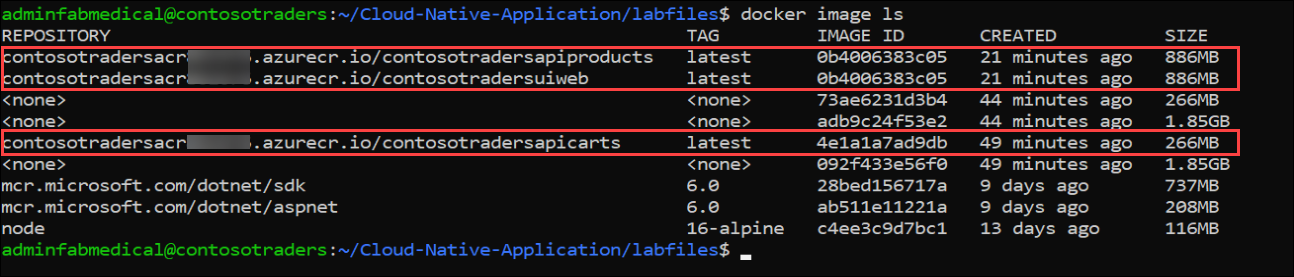 adminfabmedical@contosotraders:~/Cloud-Native-Application/labfiles$ docker image ls
REPOSITORY TAG IMAGE ID CREATED SIZE
contosotradersacr .azurecr.io/contosotradersapiproducts latest 0b4006383c05 21 minutes ago 886MB
contosotradersacr .azurecr.io/contosotradersuiweb latest 0b4006383c05 21 minutes ago 886MB
<none> <none> 73ae6231d3b4 44 minutes ago 266MB
<none> <none> adb9c24f53e2 44 minutes ago 1.85GB
contosotradersacr .azurecr.io/contosotradersapicarts latest 4e1a1a7ad9db 49 minutes ago 266MB
<none> <none> 092f433e56f0 49 minutes ago 1.85GB
mcr.microsoft.com/dotnet/sdk 6.0 28bed156717a 9 days ago 737MB
mcr.microsoft.com/dotnet/aspnet 6.0 ab511e11221a 9 days ago 208MB
node 16-alpine c4ee3c9d7bc1 13 days ago 116MB
adminfabmedical@contosotraders:~/Cloud-Native-Application/labfiles$